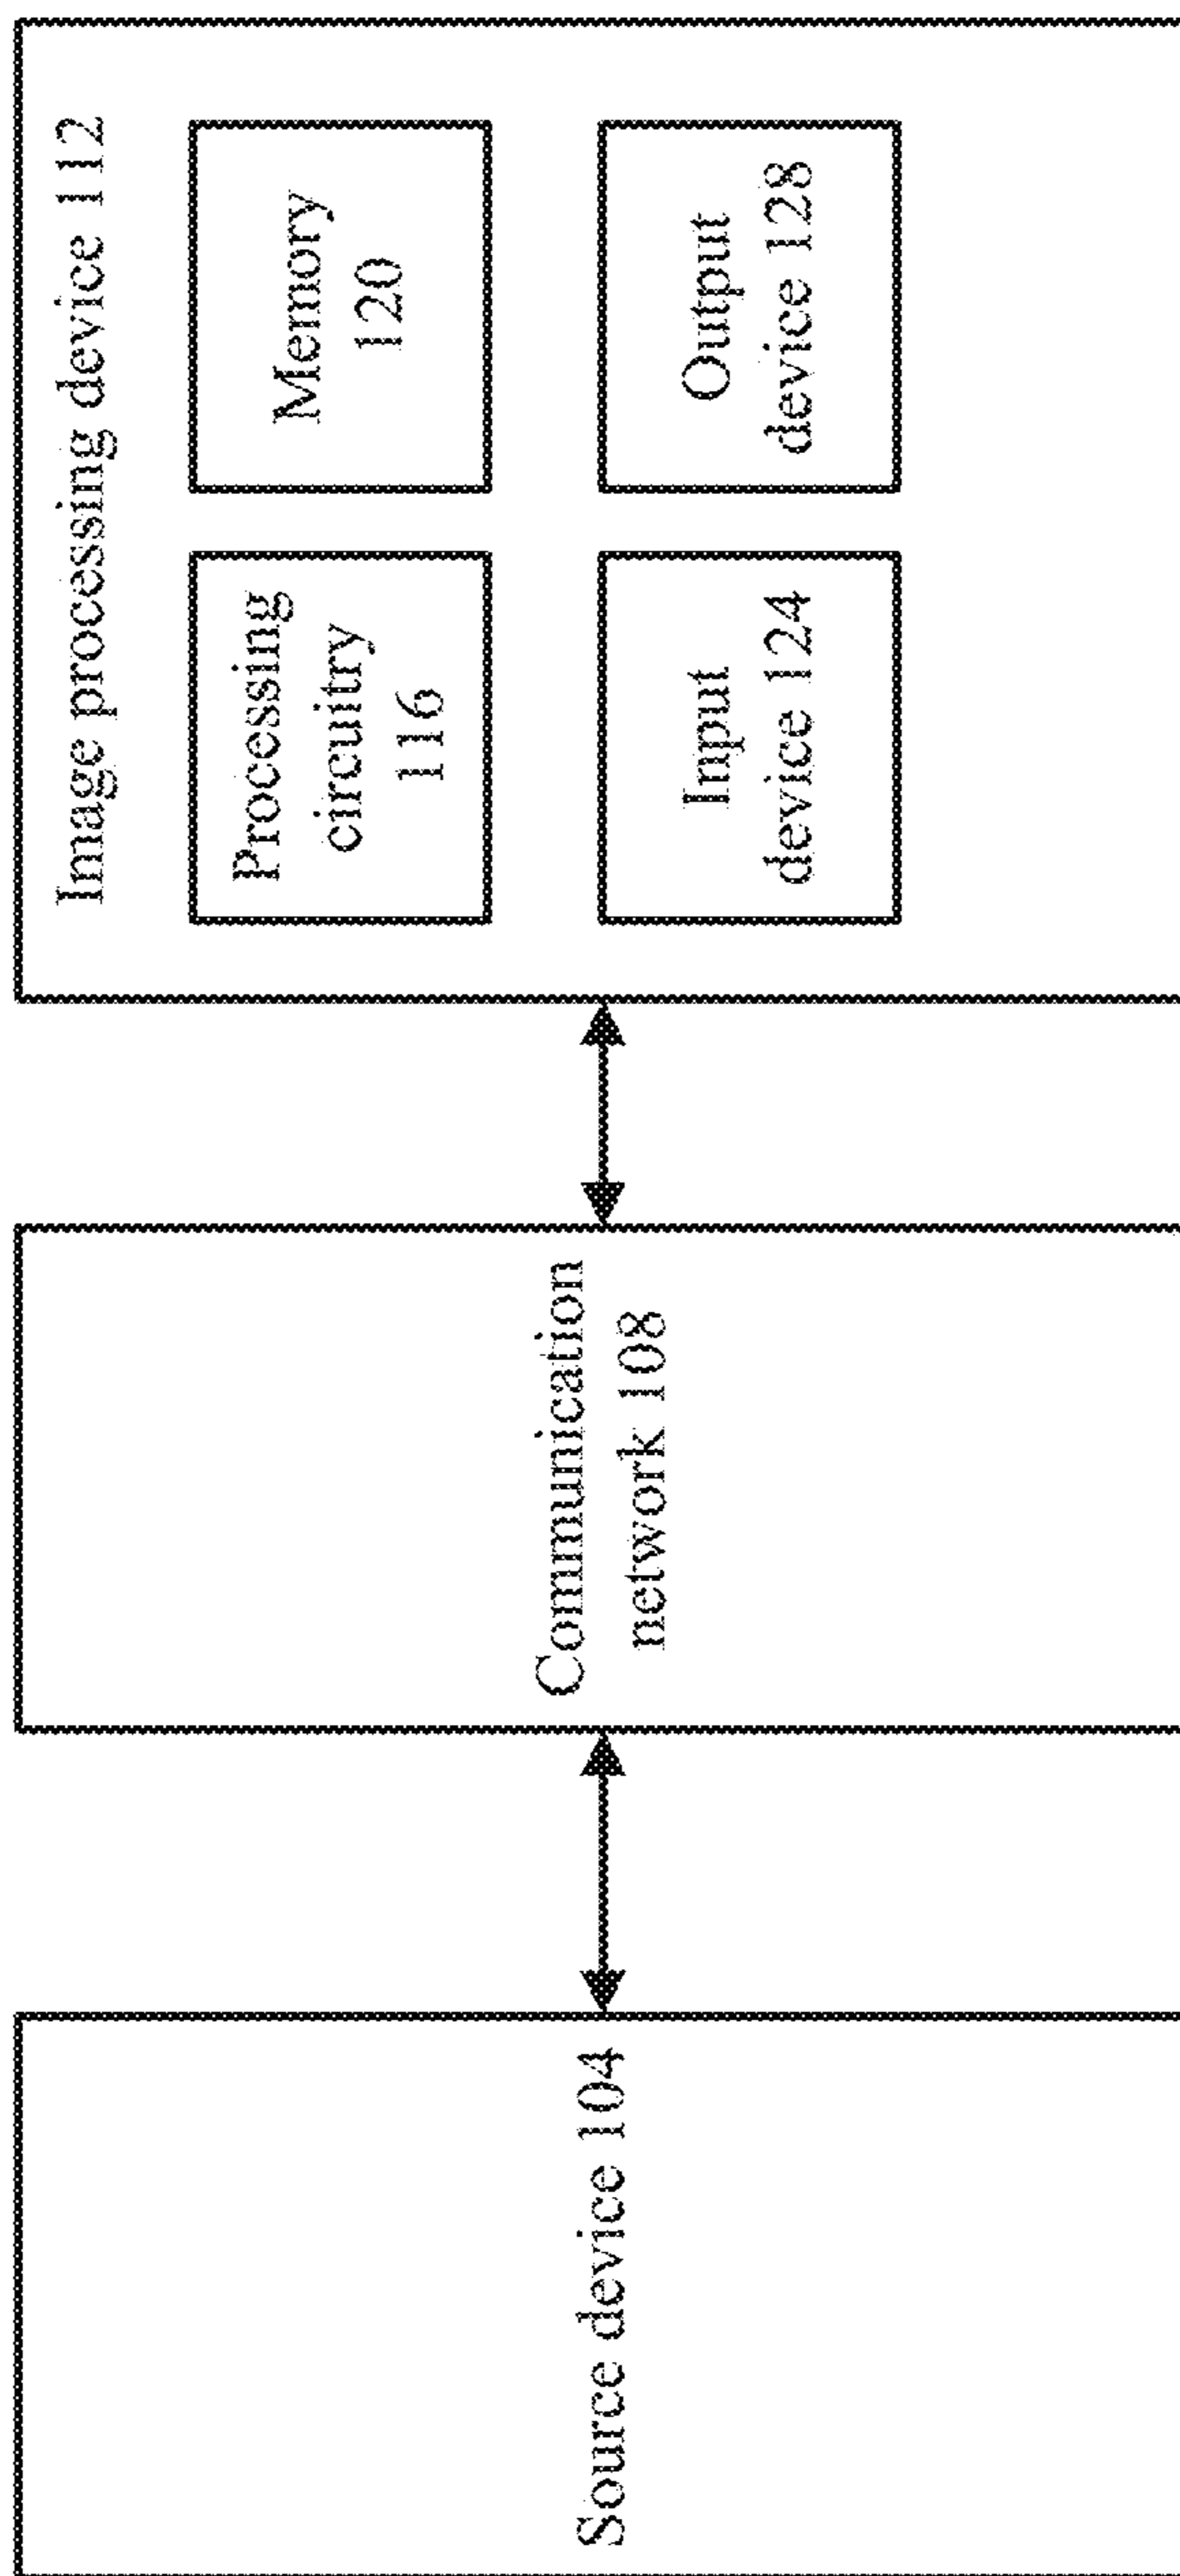 Source device 104
Communication
network 108
Image processing device 112
Processing
circuitry
116
Memory
120
Input
device 124
Output
device 128